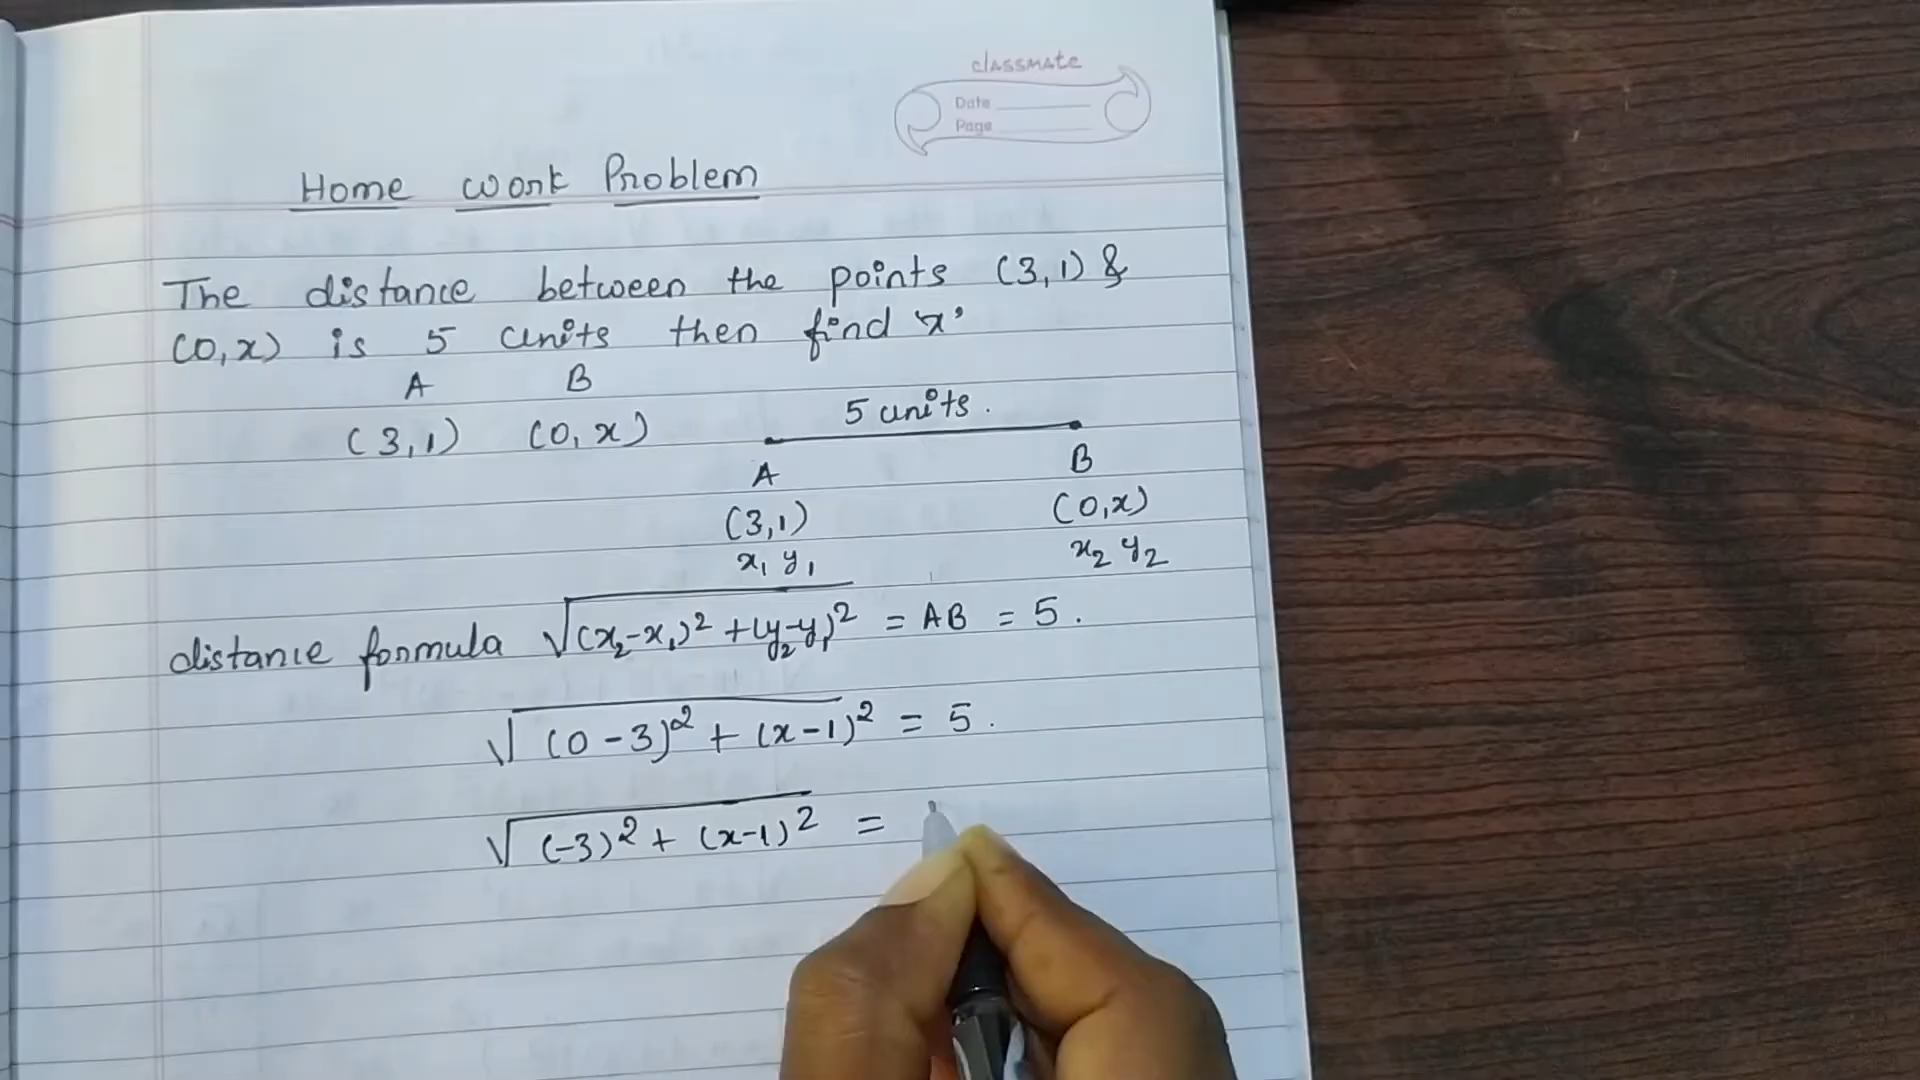 classmate
Date
Page
Home Work Problem
The distance between the points (3,1) &
(0,x) is 5 units then find 'x'
A B
(3,1) (0,x)
5 units.
A B
(3,1) (0,x)
x₁ y₁ x₂ y₂
distance formula √(x₂-x₁)² + (y₂-y₁)² = AB = 5.
√(0-3)² + (x-1)² = 5.
√(-3)² + (x-1)² =